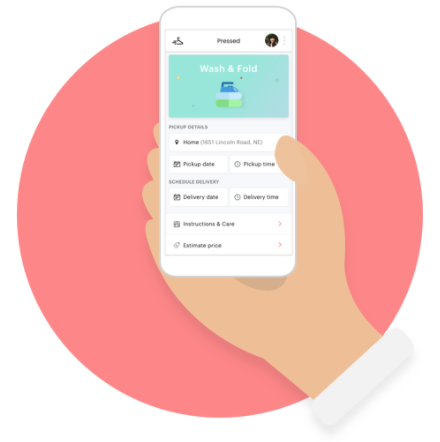 Pressed
Wash & Fold
PICKUP DETAILS
Home (1651 Lincoln Road, NE)
Pickup date
Pickup time
SCHEDULE DELIVERY
Delivery date
Delivery time
Instructions & Care
Estimate price